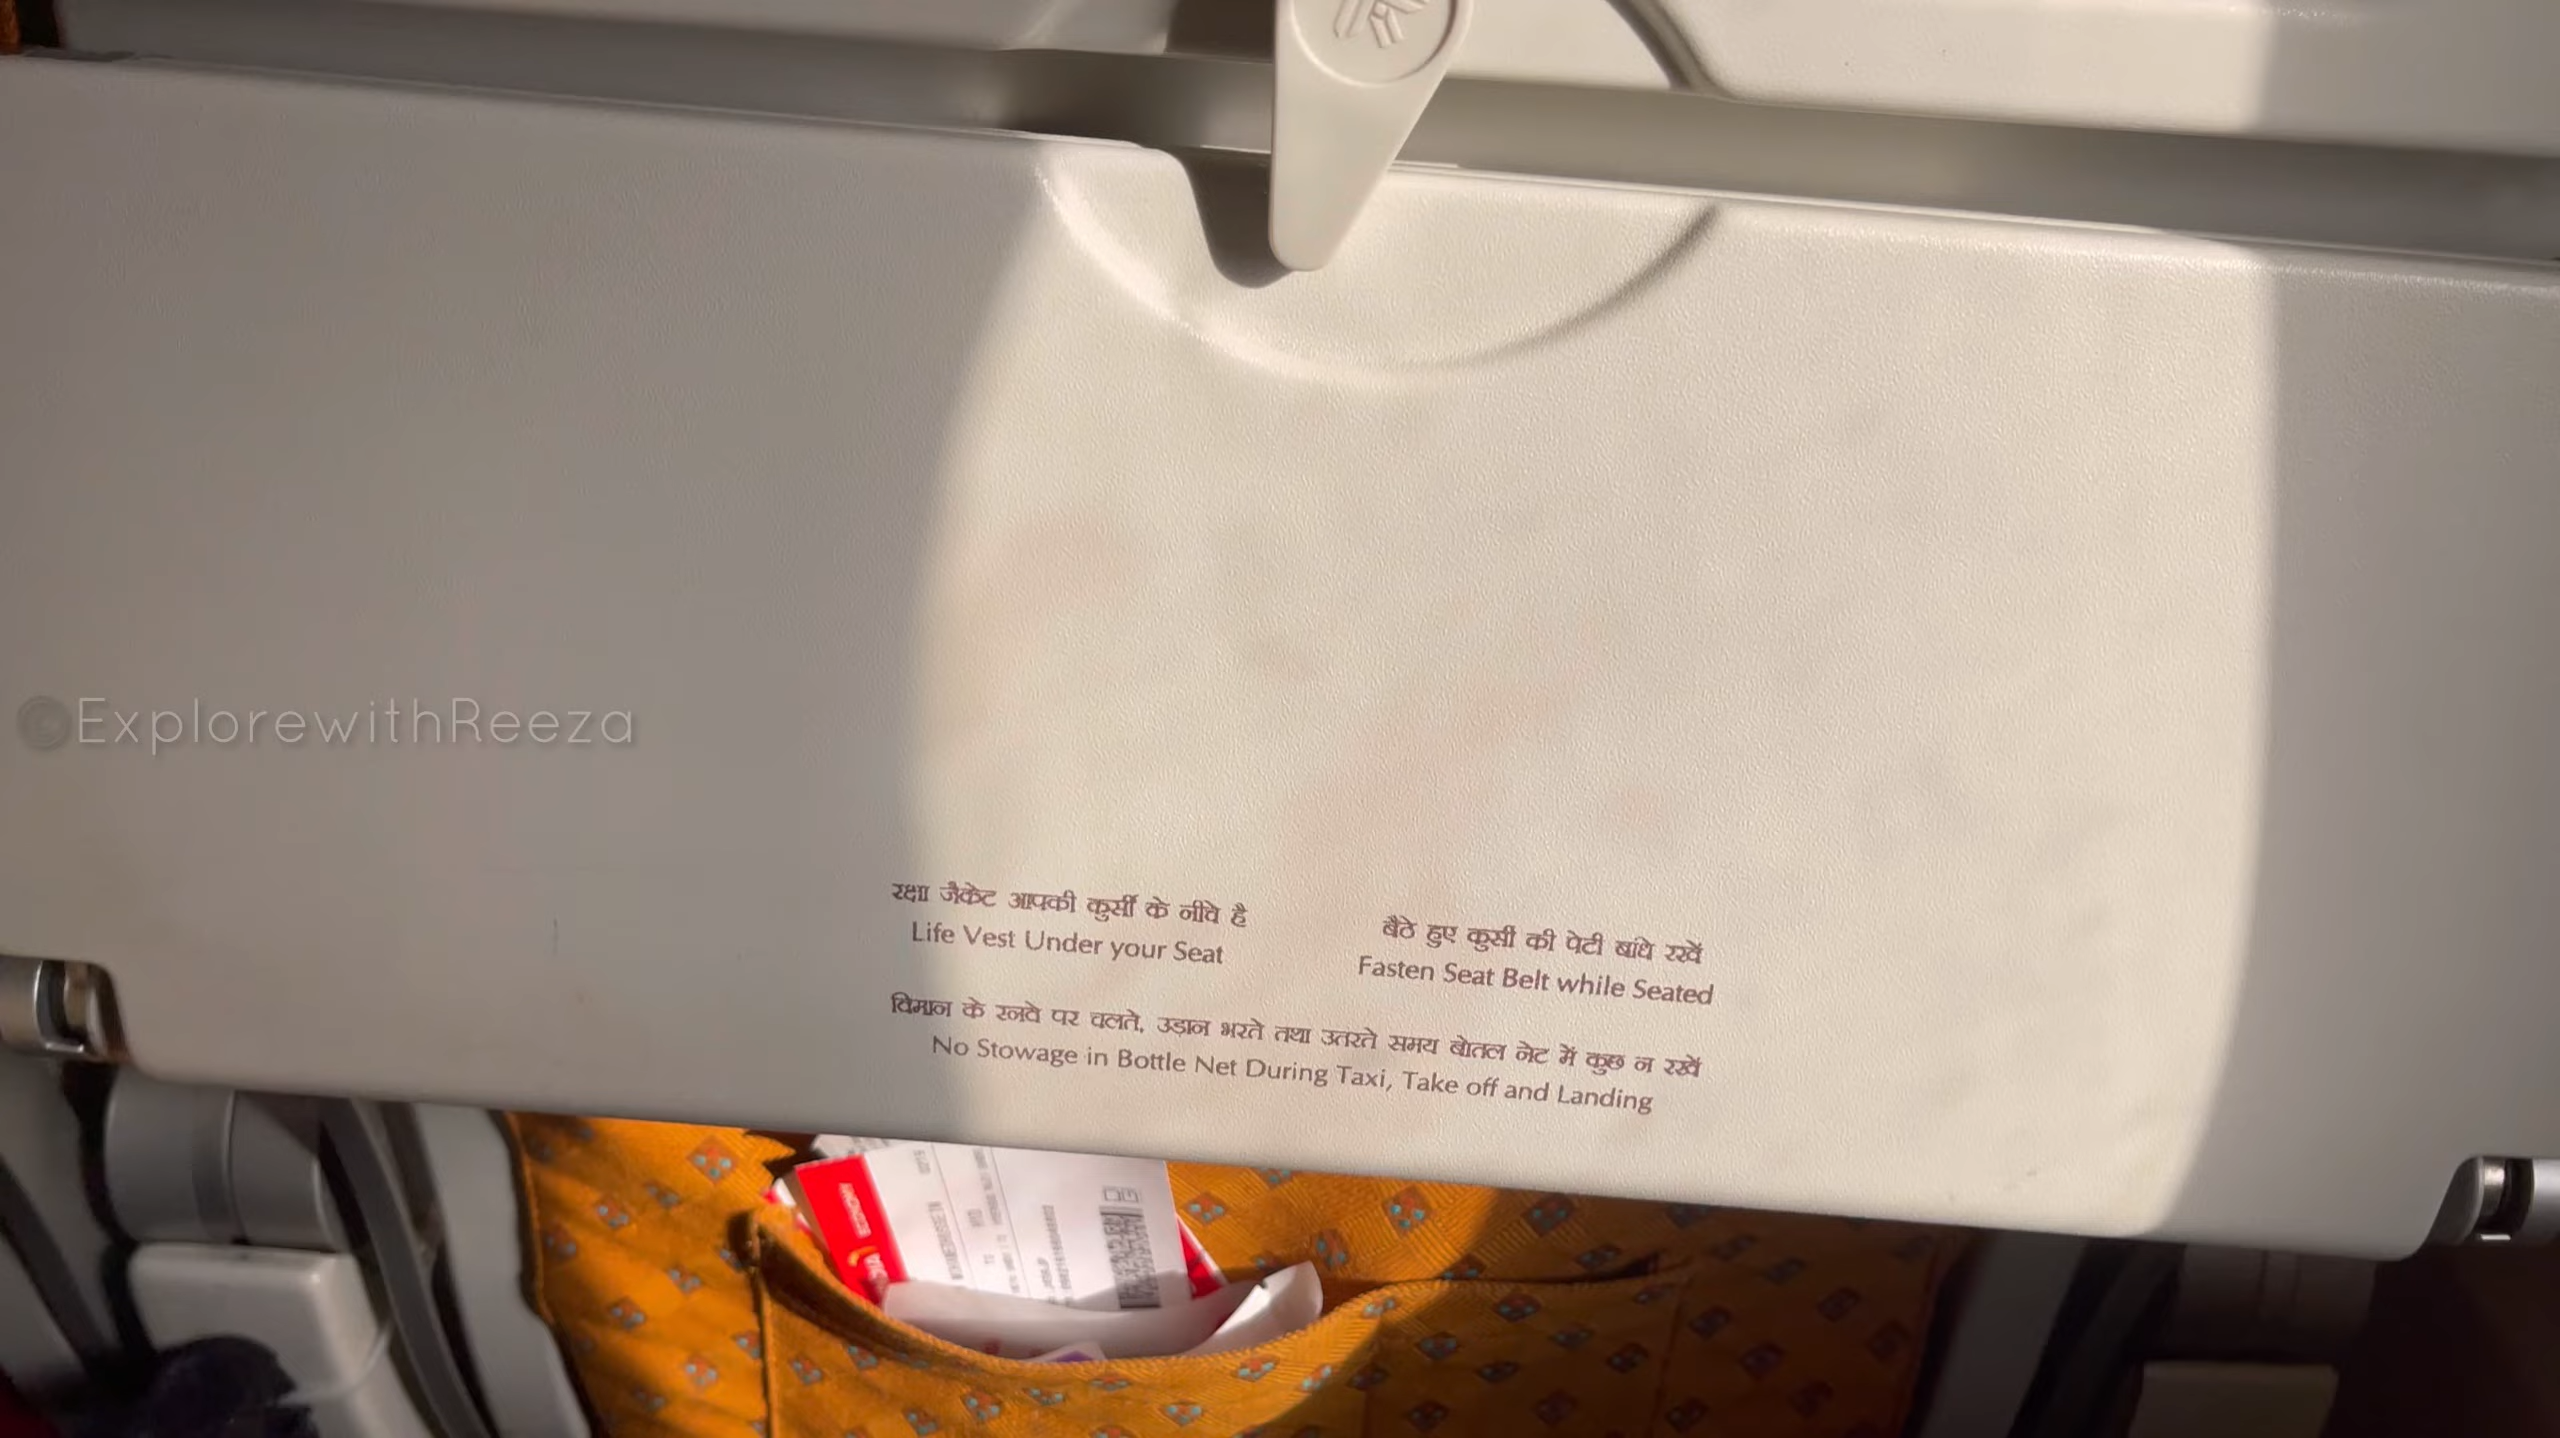 ©ExplorewithReeza
रक्षा जैकेट आपकी कुर्सी के नीचे है
Life Vest Under your Seat
बैठे हुए कुर्सी की पेटी बांधे रखें
Fasten Seat Belt while Seated
विमान के रनवे पर चलते, उड़ान भरते तथा उतरते समय बोतल नेट में कुछ न रखें
No Stowage in Bottle Net During Taxi, Take off and Landing
ECONOMY